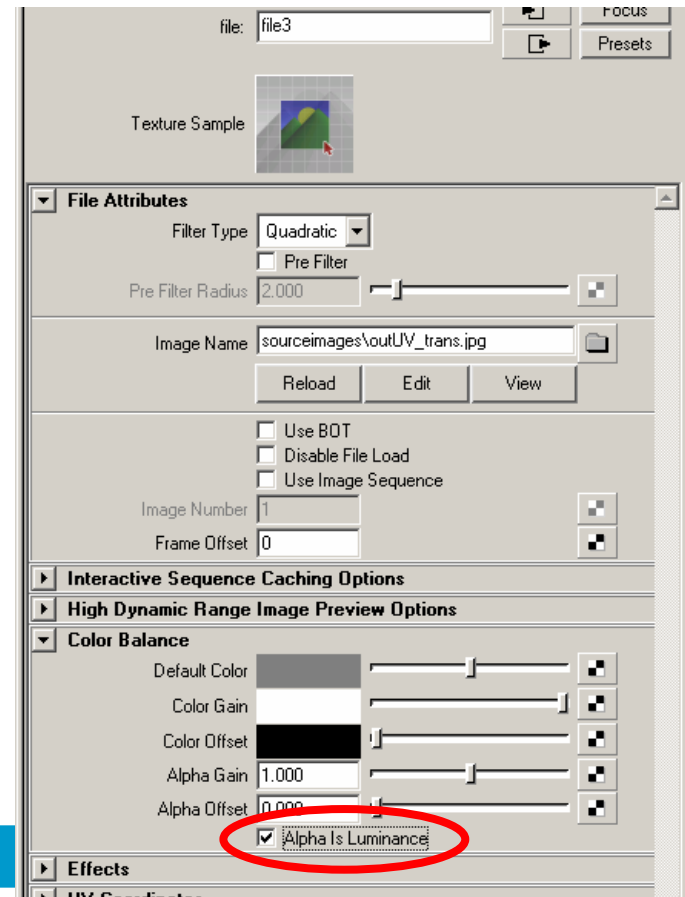 Focus
file: file3
Presets
Texture Sample
File Attributes
Filter Type Quadratic
Pre Filter
Pre Filter Radius 2.000
Image Name sourceimages\outUV_trans.jpg
Reload Edit View
Use BOT
Disable File Load
Use Image Sequence
Image Number 1
Frame Offset 0
Interactive Sequence Caching Options
High Dynamic Range Image Preview Options
Color Balance
Default Color
Color Gain
Color Offset
Alpha Gain 1.000
Alpha Offset 0.000
Alpha Is Luminance
Effects
UV Coordinates